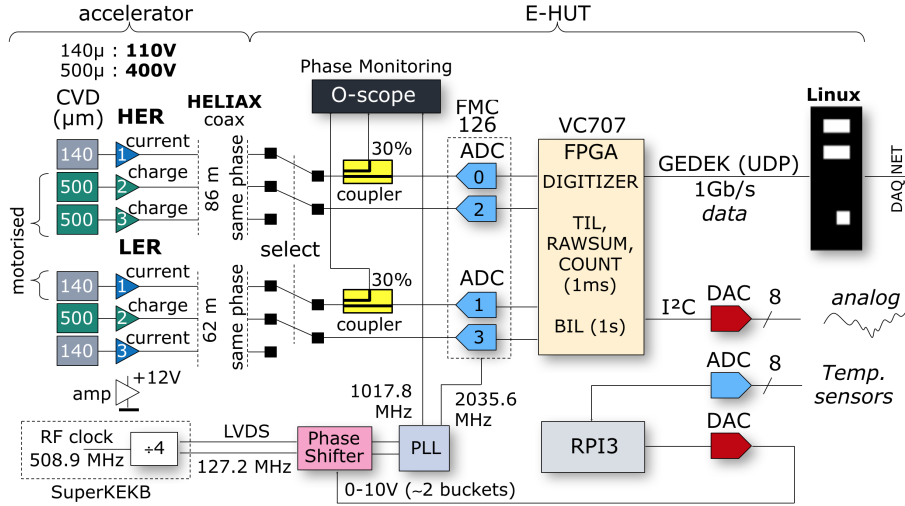 accelerator
E-HUT
140µ : 110V
500µ : 400V
Phase Monitoring
O-scope
CVD
(µm)
HER
HELIAX
coax
FMC
126
VC707
Linux
140
1
current
500
2
charge
500
3
charge
86 m
same phase
motorised
30%
coupler
ADC
0
2
FPGA
DIGITIZER
TIL,
RAWSUM,
COUNT
(1ms)
BIL (1s)
GEDEK (UDP)
1Gb/s
data
DAQ_NET
LER
select
140
1
current
500
2
charge
140
3
current
62 m
same phase
30%
coupler
ADC
1
3
I²C
DAC
8
analog
amp
+12V
1017.8
MHz
2035.6
MHz
ADC
8
Temp.
sensors
RF clock
508.9 MHz
÷4
SuperKEKB
LVDS
127.2 MHz
Phase
Shifter
PLL
RPI3
DAC
0-10V (~2 buckets)